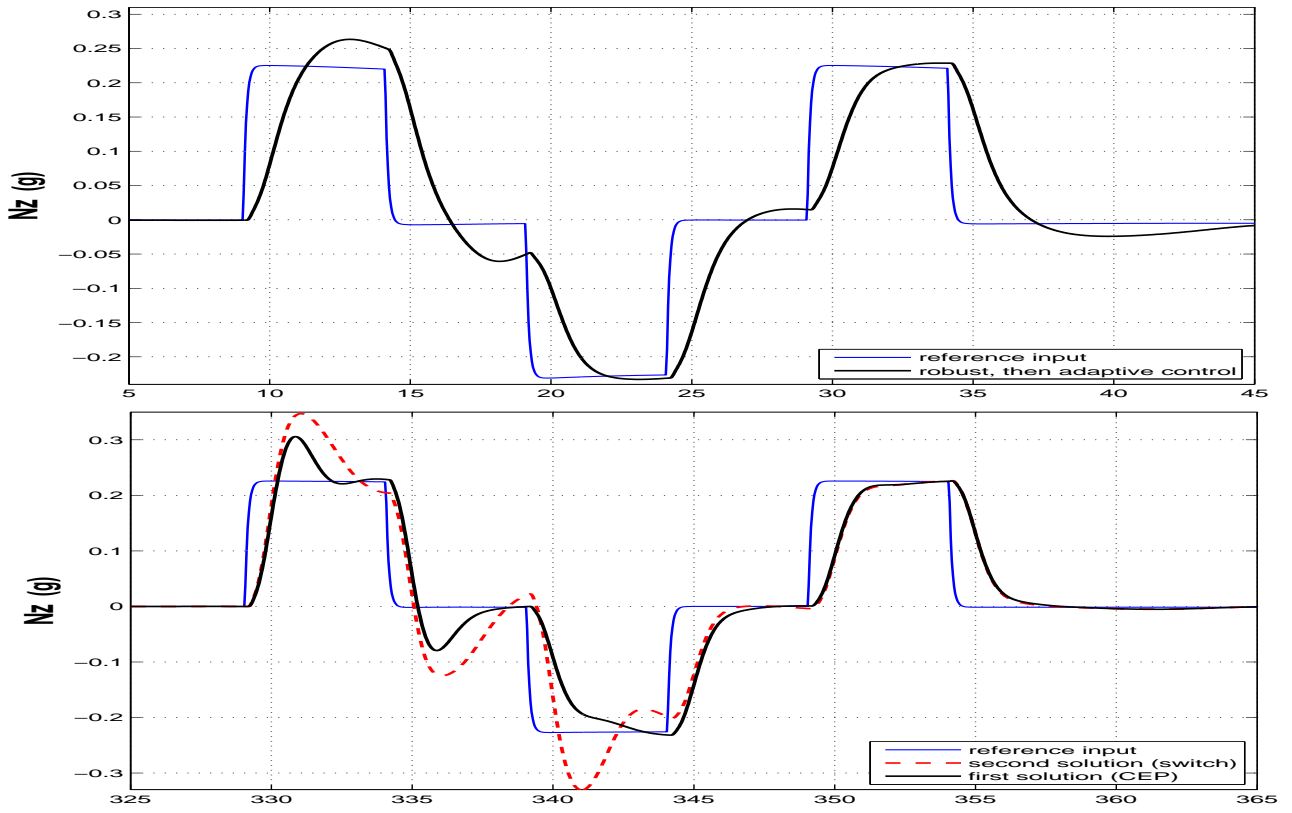 0.3
0.25
0.2
0.15
0.1
0.05
0
−0.05
−0.1
−0.15
−0.2
Nz (g)
reference input
robust, then adaptive control
5 10 15 20 25 30 35 40 45
0.3
0.2
0.1
0
−0.1
−0.2
−0.3
Nz (g)
reference input
second solution (switch)
first solution (CEP)
325 330 335 340 345 350 355 360 365